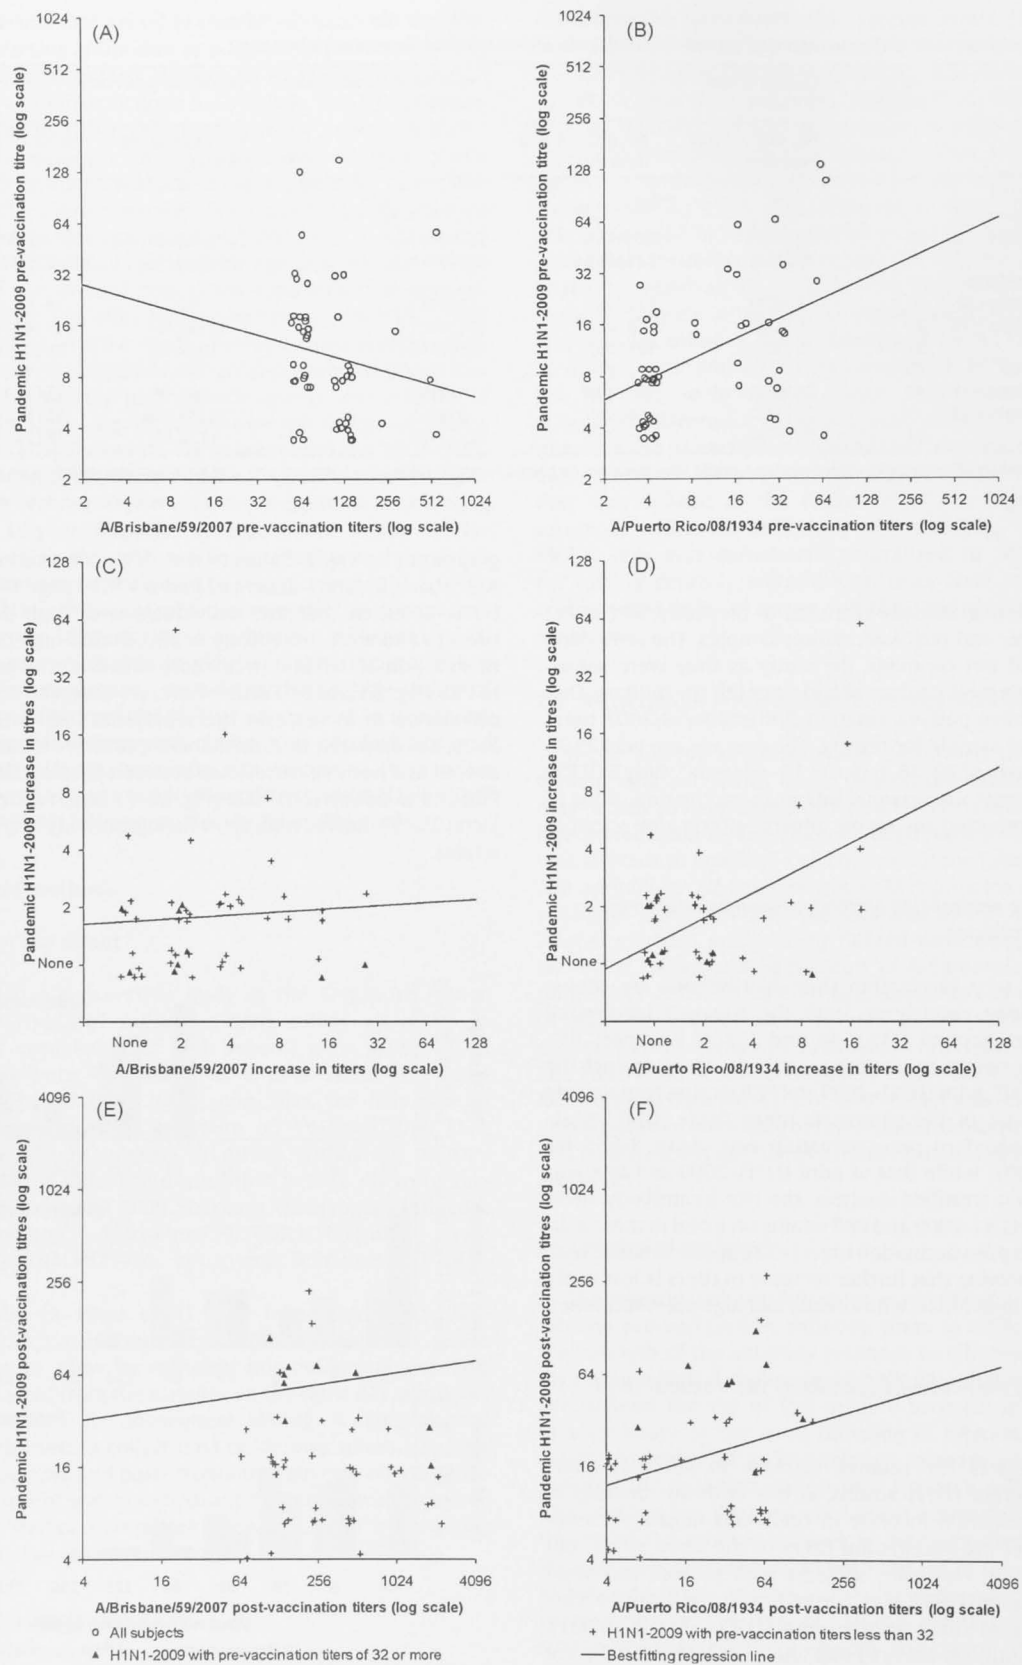 (A)
Pandemic H1N1-2009 pre-vaccination titre (log scale)
1024
512
256
128
64
32
16
8
4
2
2 4 8 16 32 64 128 256 512 1024
A/Brisbane/59/2007 pre-vaccination titers (log scale)
(B)
Pandemic H1N1-2009 pre-vaccination titre (log scale)
1024
512
256
128
64
32
16
8
4
2
2 4 8 16 32 64 128 256 512 1024
A/Puerto Rico/08/1934 pre-vaccination titers (log scale)
(C)
Pandemic H1N1-2009 increase in titres (log scale)
128
64
32
16
8
4
2
None
None 2 4 8 16 32 64 128
A/Brisbane/59/2007 increase in titers (log scale)
(D)
Pandemic H1N1-2009 increase in titres (log scale)
128
64
32
16
8
4
2
None
None 2 4 8 16 32 64 128
A/Puerto Rico/08/1934 increase in titers (log scale)
(E)
Pandemic H1N1-2009 post-vaccination titres (log scale)
4096
1024
256
64
16
4
4 16 64 256 1024 4096
A/Brisbane/59/2007 post-vaccination titers (log scale)
(F)
Pandemic H1N1-2009 post-vaccination titres (log scale)
4096
1024
256
64
16
4
4 16 64 256 1024 4096
A/Puerto Rico/08/1934 post-vaccination titers (log scale)
All subjects
H1N1-2009 with pre-vaccination titers less than 32
H1N1-2009 with pre-vaccination titers of 32 or more
Best fitting regression line